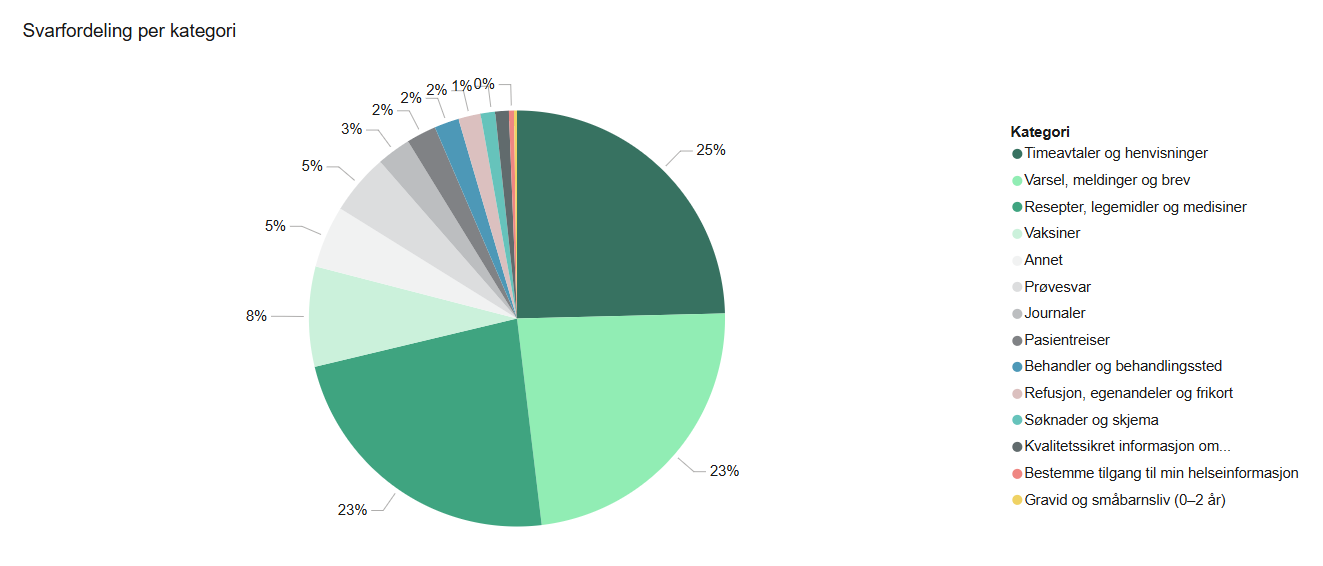 Svarfordeling per kategori
25%
23%
23%
8%
5%
5%
3%
2%
2%
2%
1%
0%
Kategori
Timeavtaler og henvisninger
Varsel, meldinger og brev
Resepter, legemidler og medisiner
Vaksiner
Annet
Prøvesvar
Journaler
Pasientreiser
Behandler og behandlingssted
Refusjon, egenandeler og frikort
Søknader og skjema
Kvalitetssikret informasjon om...
Bestemme tilgang til min helseinformasjon
Gravid og småbarnsliv (0–2 år)